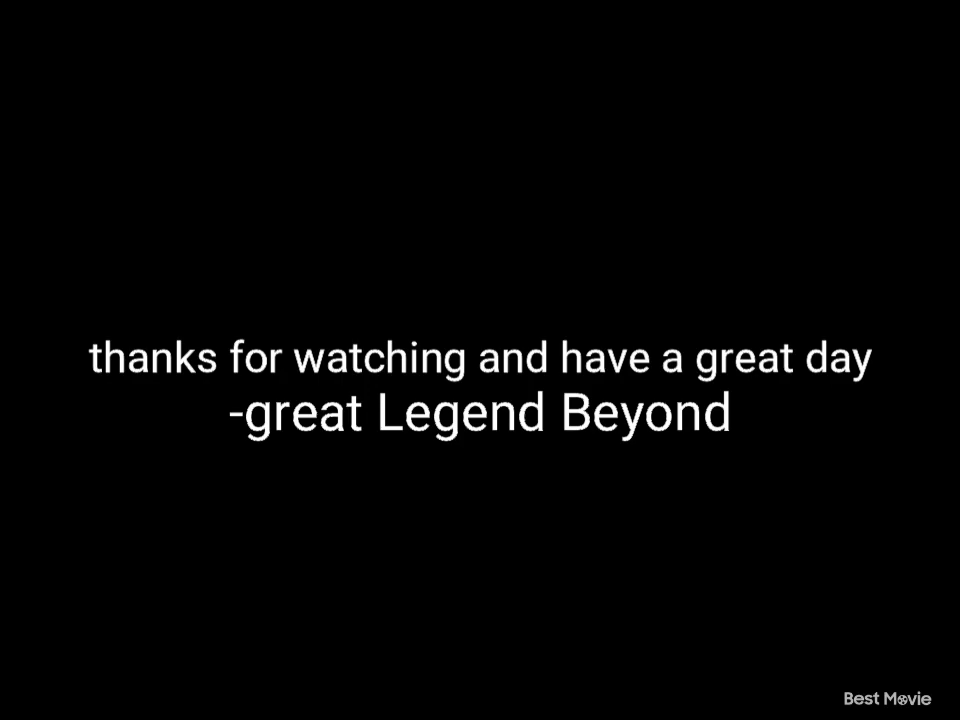 thanks for watching and have a great day
-great Legend Beyond
Best Movie